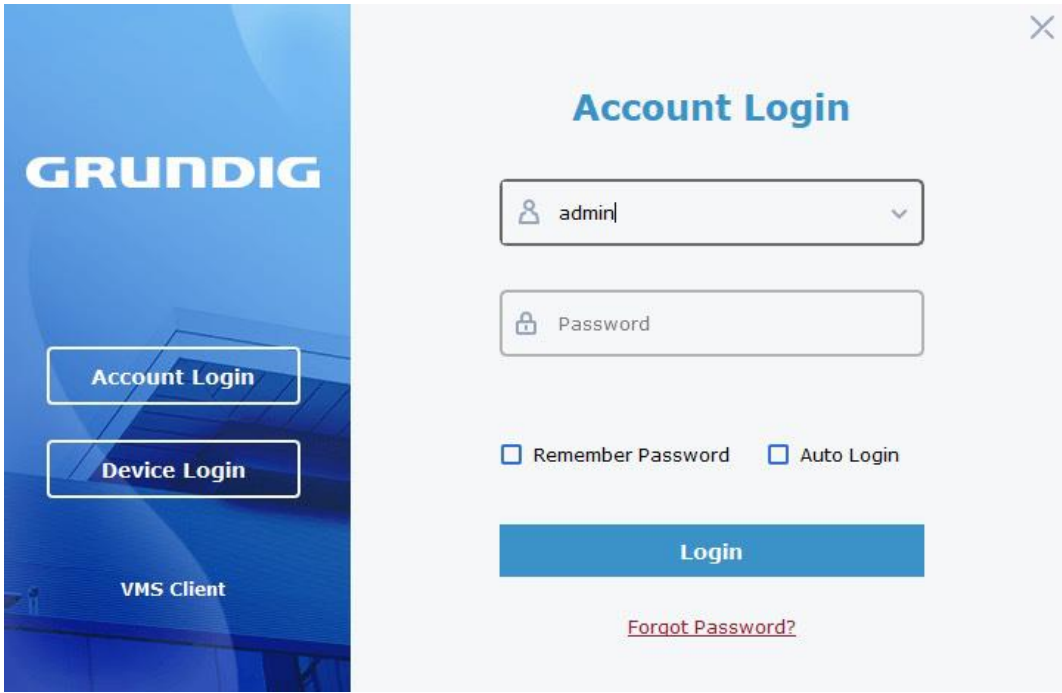 GRUNDIG
Account Login
Device Login
VMS Client
Account Login
admin
Password
Remember Password
Auto Login
Login
Forgot Password?